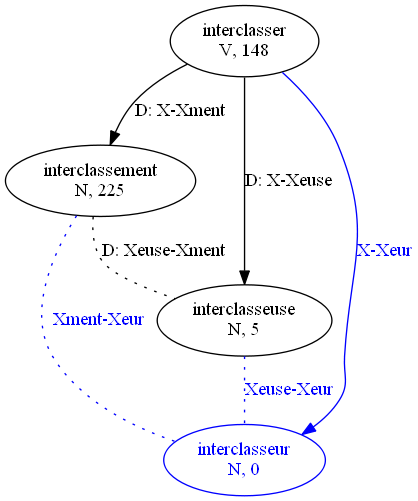 interclasser
V, 148
D: X-Xment
interclassement
N, 225
D: X-Xeuse
X-Xeur
D: Xeuse-Xment
interclasseuse
N, 5
Xment-Xeur
Xeuse-Xeur
interclasseur
N, 0